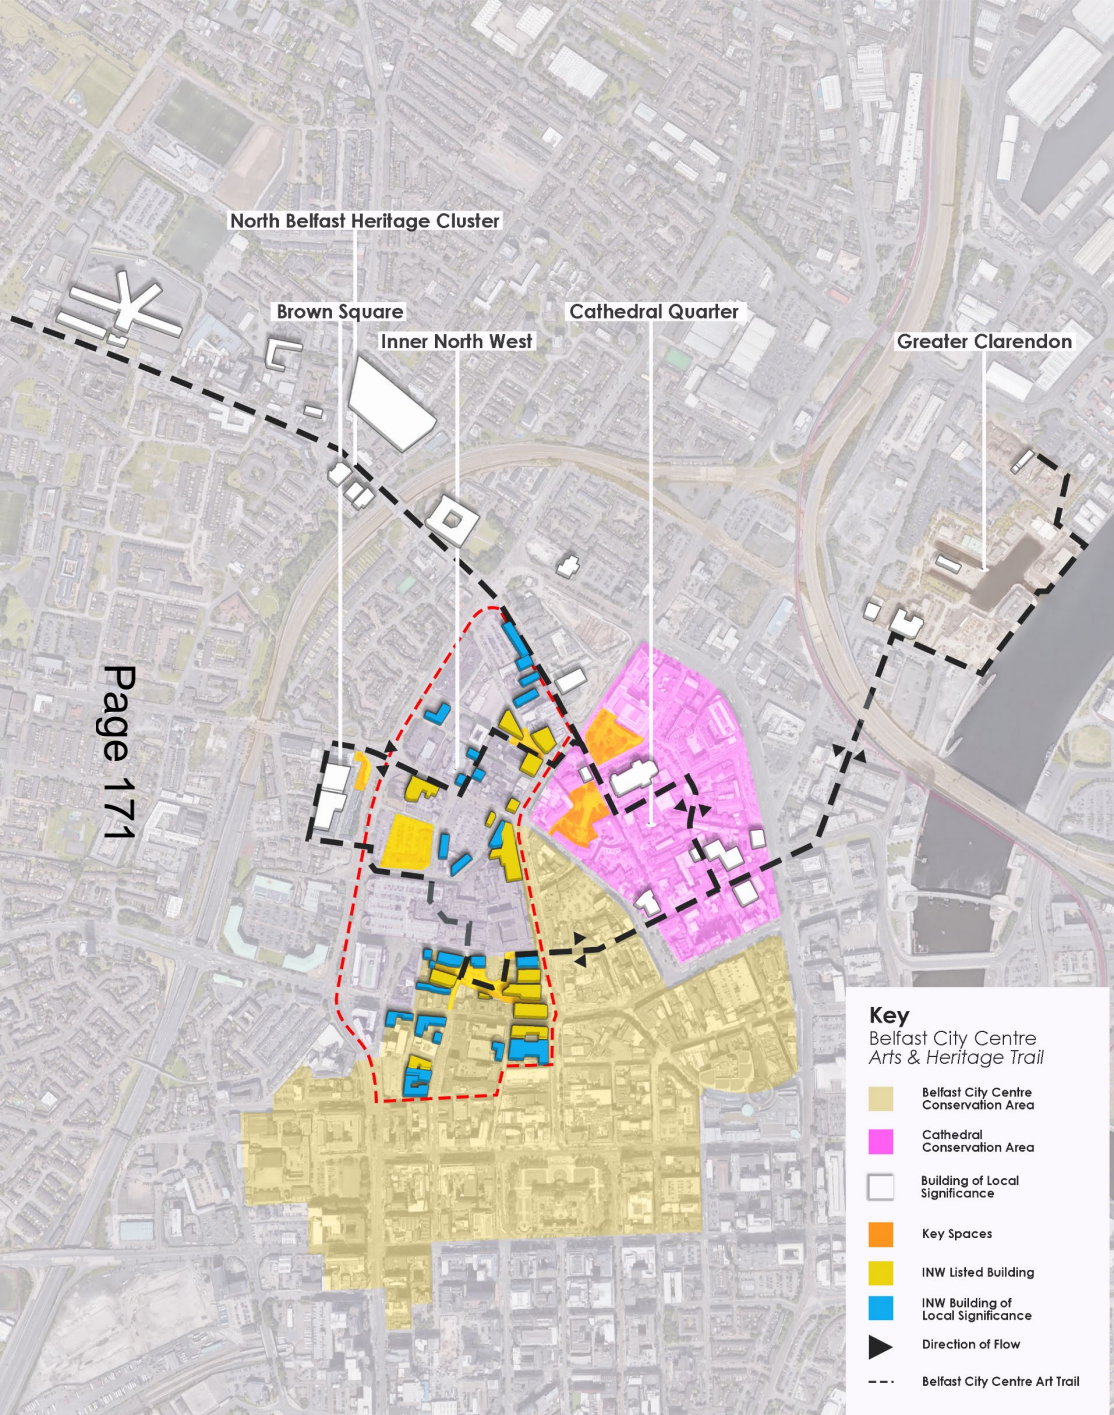 North Belfast Heritage Cluster
Brown Square
Cathedral Quarter
Inner North West
Greater Clarendon
Page 171
Key
Belfast City Centre
Arts & Heritage Trail
Belfast City Centre
Conservation Area
Cathedral
Conservation Area
Building of Local
Significance
Key Spaces
INW Listed Building
INW Building of
Local Significance
Direction of Flow
Belfast City Centre Art Trail